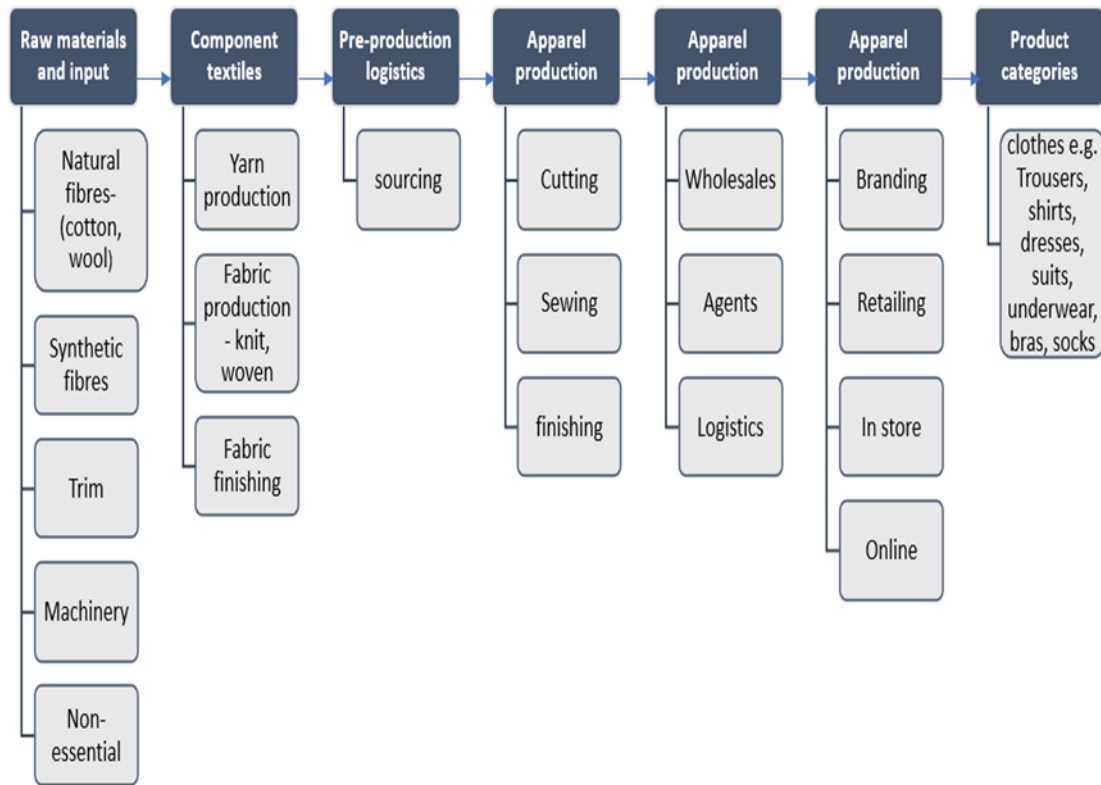 Raw materials
and input
Component
textiles
Pre-production
logistics
Apparel
production
Apparel
production
Apparel
production
Product
categories
Natural
fibres-
(cotton,
wool)
Synthetic
fibres
Trim
Machinery
Non-
essential
Yarn
production
Fabric
production
- knit,
woven
Fabric
finishing
sourcing
Cutting
Sewing
finishing
Wholesales
Agents
Logistics
Branding
Retailing
In store
Online
clothes e.g.
Trousers,
shirts,
dresses,
suits,
underwear,
bras, socks